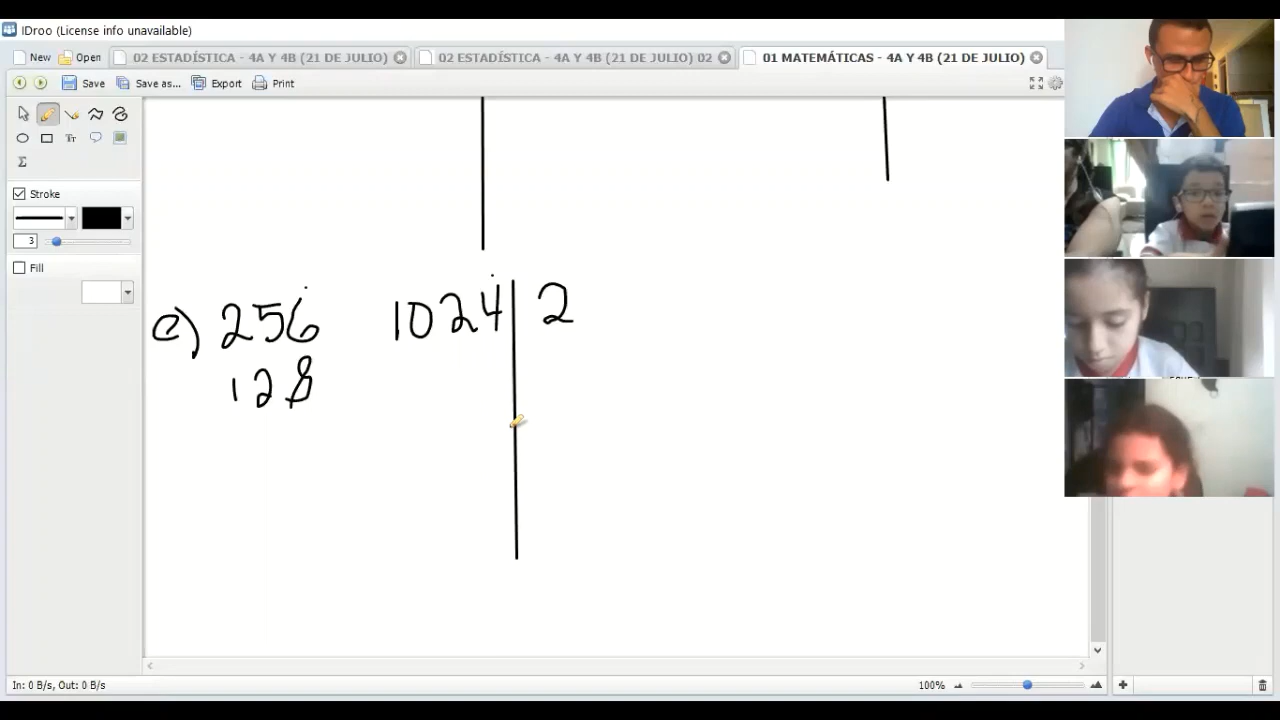 IDroo (License info unavailable)
New Open 02 ESTADÍSTICA - 4A Y 4B (21 DE JULIO) 02 ESTADÍSTICA - 4A Y 4B (21 DE JULIO) 02 01 MATEMÁTICAS - 4A Y 4B (21 DE JULIO)
Save Save as... Export Print
Tт
Σ
Stroke
3
Fill
e) 256 1024 2
128
100%
In: 0 B/s, Out: 0 B/s